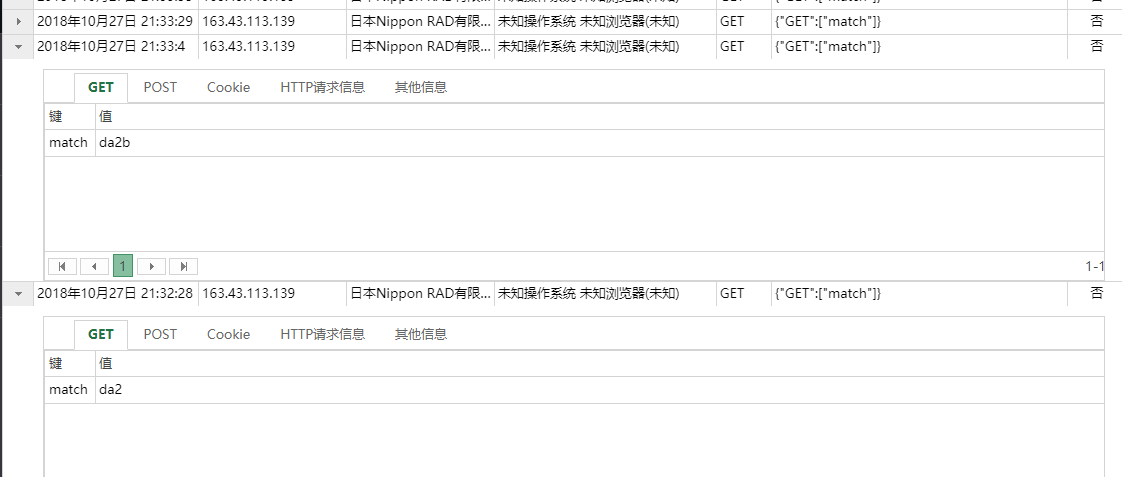 2018年10月27日 21:33:29 163.43.113.139 日本Nippon RAD有限... 未知操作系统 未知浏览器(未知) GET {"GET":["match"]} 否
2018年10月27日 21:33:4 163.43.113.139 日本Nippon RAD有限... 未知操作系统 未知浏览器(未知) GET {"GET":["match"]} 否
GET POST Cookie HTTP请求信息 其他信息
键 值
match da2b
1 1-1
2018年10月27日 21:32:28 163.43.113.139 日本Nippon RAD有限... 未知操作系统 未知浏览器(未知) GET {"GET":["match"]} 否
GET POST Cookie HTTP请求信息 其他信息
键 值
match da2